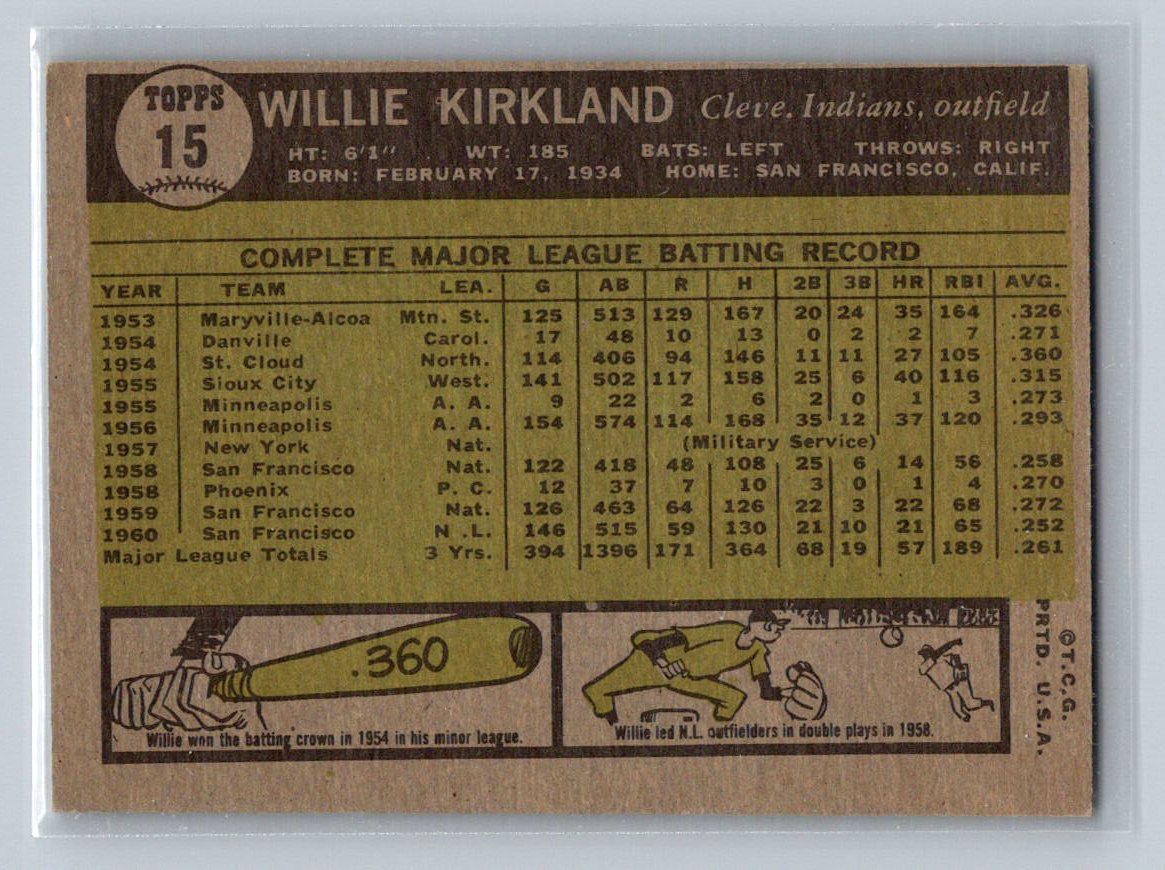 TOPPS
15
WILLIE KIRKLAND Cleve. Indians, outfield
HT: 6'1" WT: 185 BATS: LEFT THROWS: RIGHT
BORN: FEBRUARY 17, 1934 HOME: SAN FRANCISCO, CALIF.
COMPLETE MAJOR LEAGUE BATTING RECORD
YEAR TEAM LEA. G AB R H 2B 3B HR RBI AVG.
1953 Maryville-Alcoa Mtn. St. 125 513 129 167 20 24 35 164 .326
1954 Danville Carol. 17 48 10 13 0 2 2 7 .271
1954 St. Cloud North. 114 406 94 146 11 11 27 105 .360
1955 Sioux City West. 141 502 117 158 25 6 40 116 .315
1955 Minneapolis A. A. 9 22 2 6 2 0 1 3 .273
1956 Minneapolis A. A. 154 574 114 168 35 12 37 120 .293
1957 New York Nat. (Military Service)
1958 San Francisco Nat. 122 418 48 108 25 6 14 56 .258
1958 Phoenix P. C. 12 37 7 10 3 0 1 4 .270
1959 San Francisco Nat. 126 463 64 126 22 3 22 68 .272
1960 San Francisco N .L. 146 515 59 130 21 10 21 65 .252
Major League Totals 3 Yrs. 394 1396 171 364 68 19 57 189 .261
.360
Willie won the batting crown in 1954 in his minor league.
Willie led N.L. outfielders in double plays in 1958.
©T.C.G.
PRTD. U.S.A.